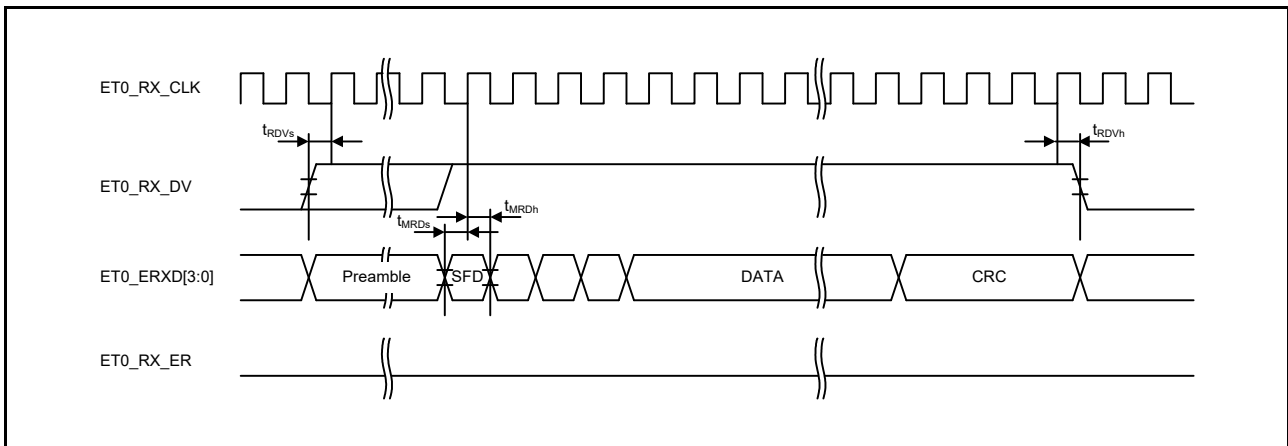 ET0_RX_CLK
tRDVs
tRDVh
ET0_RX_DV
tMRDh
tMRDs
ET0_ERXD[3:0]
Preamble
SFD
DATA
CRC
ET0_RX_ER